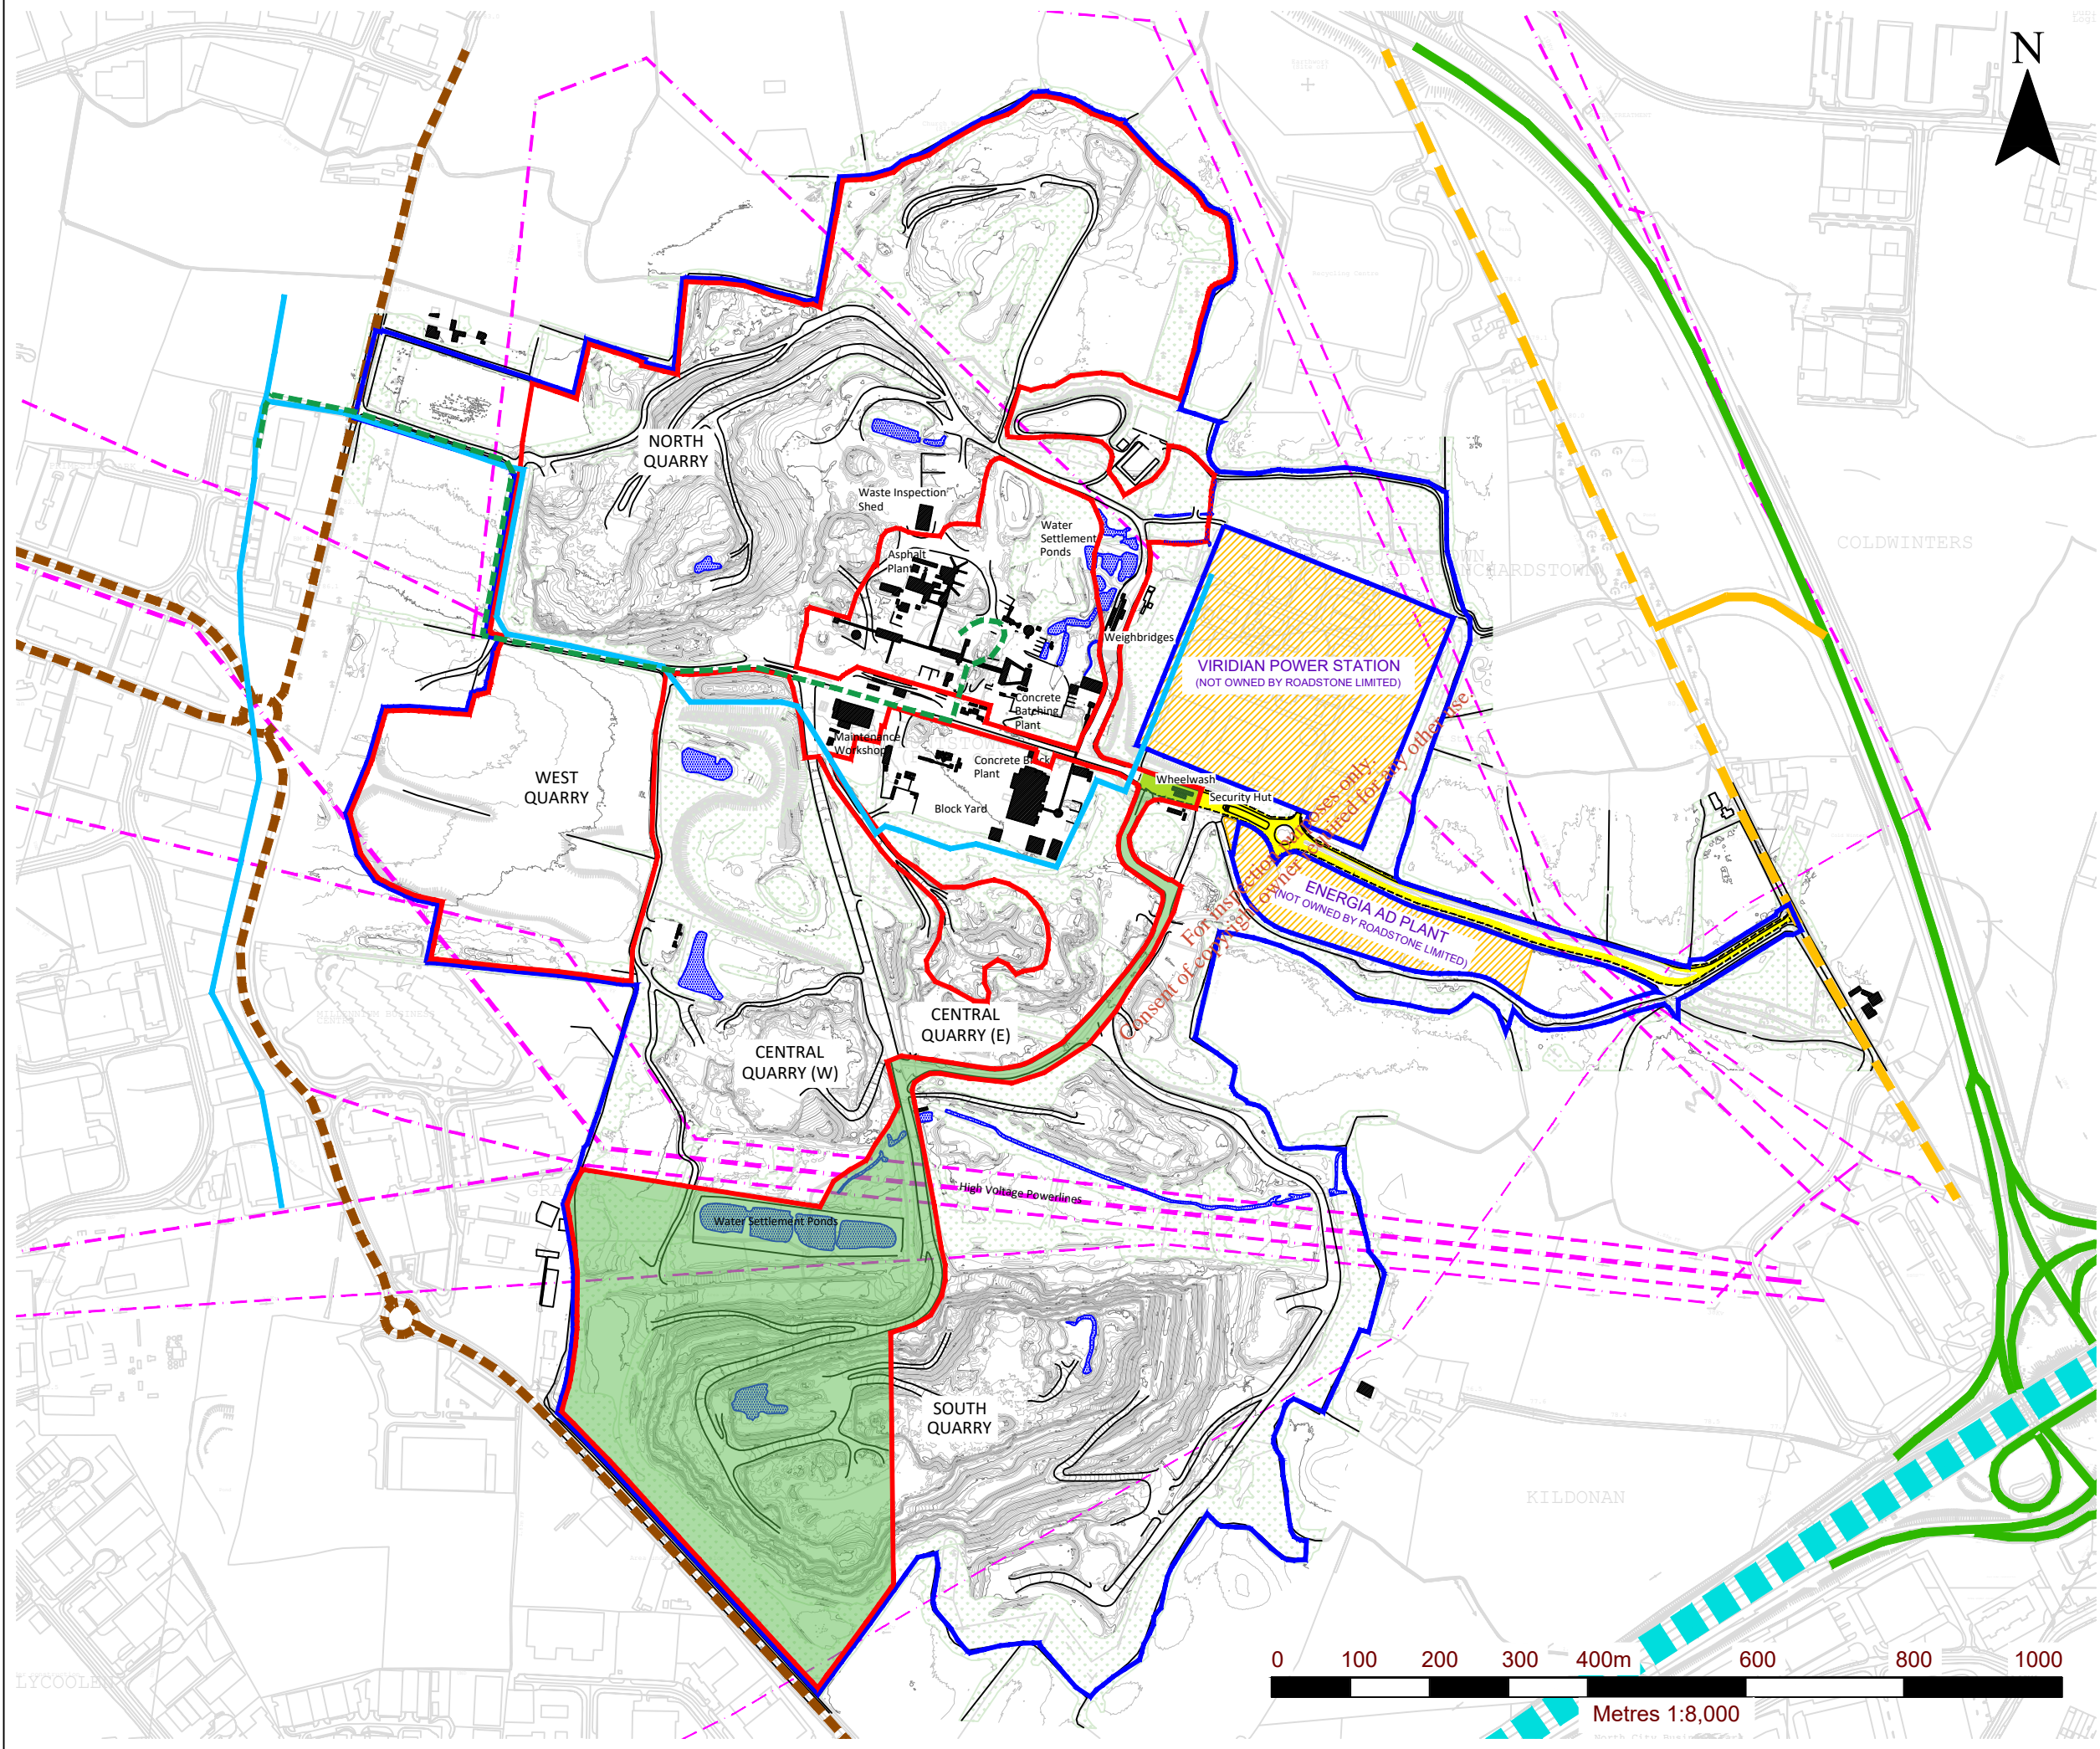 N
NORTH
QUARRY
Waste Inspection
Shed
Water
Settlement
Ponds
Asphalt
Plant
COLDWINTERS
Weighbridges
VIRIDIAN POWER STATION
(NOT OWNED BY ROADSTONE LIMITED)
Concrete
Batching
Plant
Maintenance
Workshop
Concrete Block
Plant
WEST
QUARRY
Wheelwash
Security Hut
Block Yard
For inspection purposes only.
Consent of copyright owner required for any other use.
ENERGIA AD PLANT
(NOT OWNED BY ROADSTONE LIMITED)
CENTRAL
QUARRY (E)
MILLENNIUM BUSINESS
CENTRAL
QUARRY (W)
High Voltage Powerlines
Water Settlement Ponds
SOUTH
QUARRY
KILDONAN
0 100 200 300 400m 600 800 1000
Metres 1:8,000